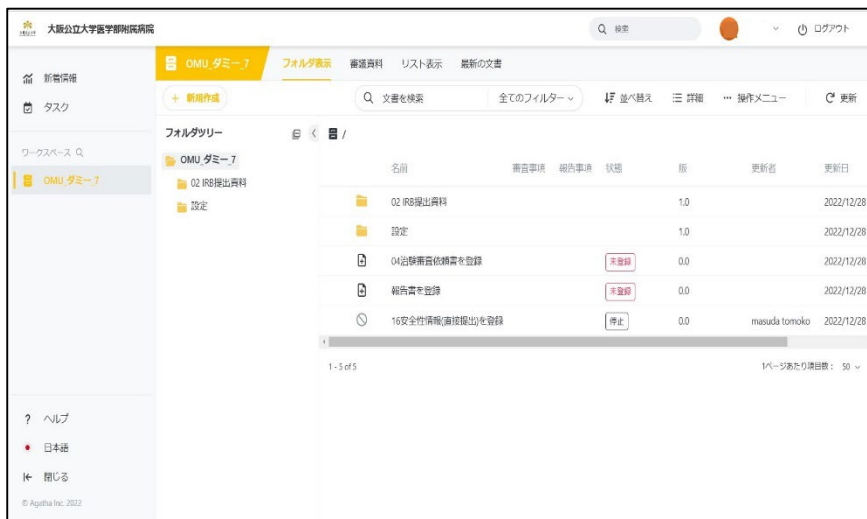 大阪公立大学医学部附属病院
検索
ログアウト
新着情報
タスク
ワークスペース
OMU_ダミー_7
OMU_ダミー_7
フォルダ表示 審議資料 リスト表示 最新の文書
+ 新規作成
文書を検索
全てのフィルター
並べ替え
詳細
操作メニュー
更新
フォルダツリー
OMU_ダミー_7
02 IRB提出資料
設定
/
名前 審査事項 報告事項 状態 版 更新者 更新日
02 IRB提出資料 1.0 2022/12/28
設定 1.0 2022/12/28
04治験審査依頼書を登録 未登録 0.0 2022/12/28
報告書を登録 未登録 0.0 2022/12/28
16安全性情報(直接提出)を登録 停止 0.0 masuda tomoko 2022/12/28
1 - 5 of 5
1ページあたり項目数: 50
? ヘルプ
日本語
閉じる
© Agatha Inc. 2022